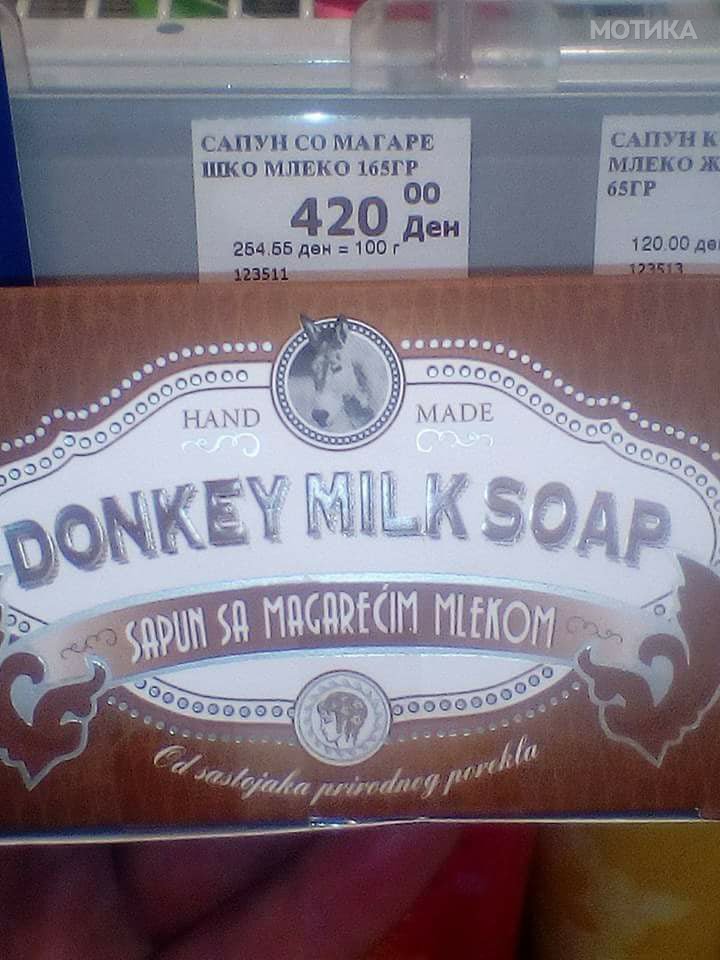 МОТИКА
САПУН СО МАГАРЕ
ШКО МЛЕКО 165ГР
420 00
Ден
254.55 ден = 100 г
123511
САПУН К
МЛЕКО Ж
65ГР
120.00 де
123513
HAND MADE
DONKEY MILK SOAP
SAPUN SA MAGAREĆIM MLEKOM
Od sastojaka prirodnog porekla